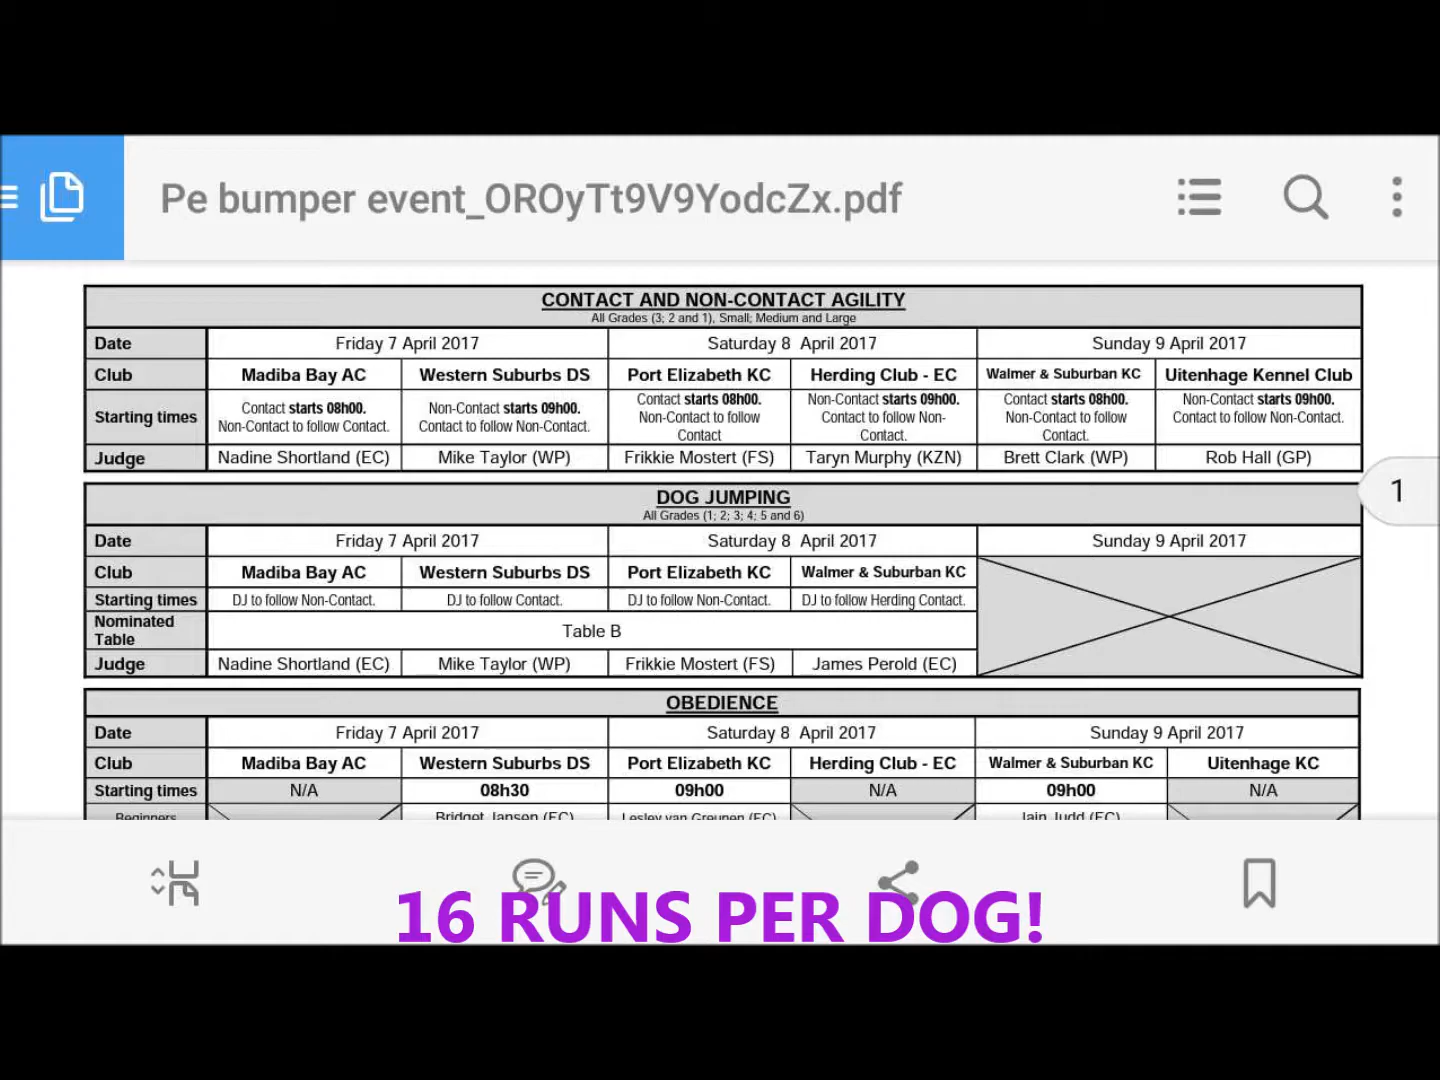 Pe bumper event_OROyTt9V9YodcZx.pdf
CONTACT AND NON-CONTACT AGILITY
All Grades (3; 2 and 1), Small; Medium and Large
Date Friday 7 April 2017 Saturday 8 April 2017 Sunday 9 April 2017
Club Madiba Bay AC Western Suburbs DS Port Elizabeth KC Herding Club - EC Walmer & Suburban KC Uitenhage Kennel Club
Starting times Contact starts 08h00. Non-Contact to follow Contact. Non-Contact starts 09h00. Contact to follow Non-Contact. Contact starts 08h00. Non-Contact to follow Contact Non-Contact starts 09h00. Contact to follow Non-Contact. Contact starts 08h00. Non-Contact to follow Contact. Non-Contact starts 09h00. Contact to follow Non-Contact.
Judge Nadine Shortland (EC) Mike Taylor (WP) Frikkie Mostert (FS) Taryn Murphy (KZN) Brett Clark (WP) Rob Hall (GP)
1
DOG JUMPING
All Grades (1; 2; 3; 4; 5 and 6)
Date Friday 7 April 2017 Saturday 8 April 2017 Sunday 9 April 2017
Club Madiba Bay AC Western Suburbs DS Port Elizabeth KC Walmer & Suburban KC
Starting times DJ to follow Non-Contact. DJ to follow Contact. DJ to follow Non-Contact. DJ to follow Herding Contact.
Nominated Table Table B
Judge Nadine Shortland (EC) Mike Taylor (WP) Frikkie Mostert (FS) James Perold (EC)
OBEDIENCE
Date Friday 7 April 2017 Saturday 8 April 2017 Sunday 9 April 2017
Club Madiba Bay AC Western Suburbs DS Port Elizabeth KC Herding Club - EC Walmer & Suburban KC Uitenhage KC
Starting times N/A 08h30 09h00 N/A 09h00 N/A
Beginners Bridget Jansen (EC) Lesley van Greunen (EC) Iain Judd (EC)
16 RUNS PER DOG!